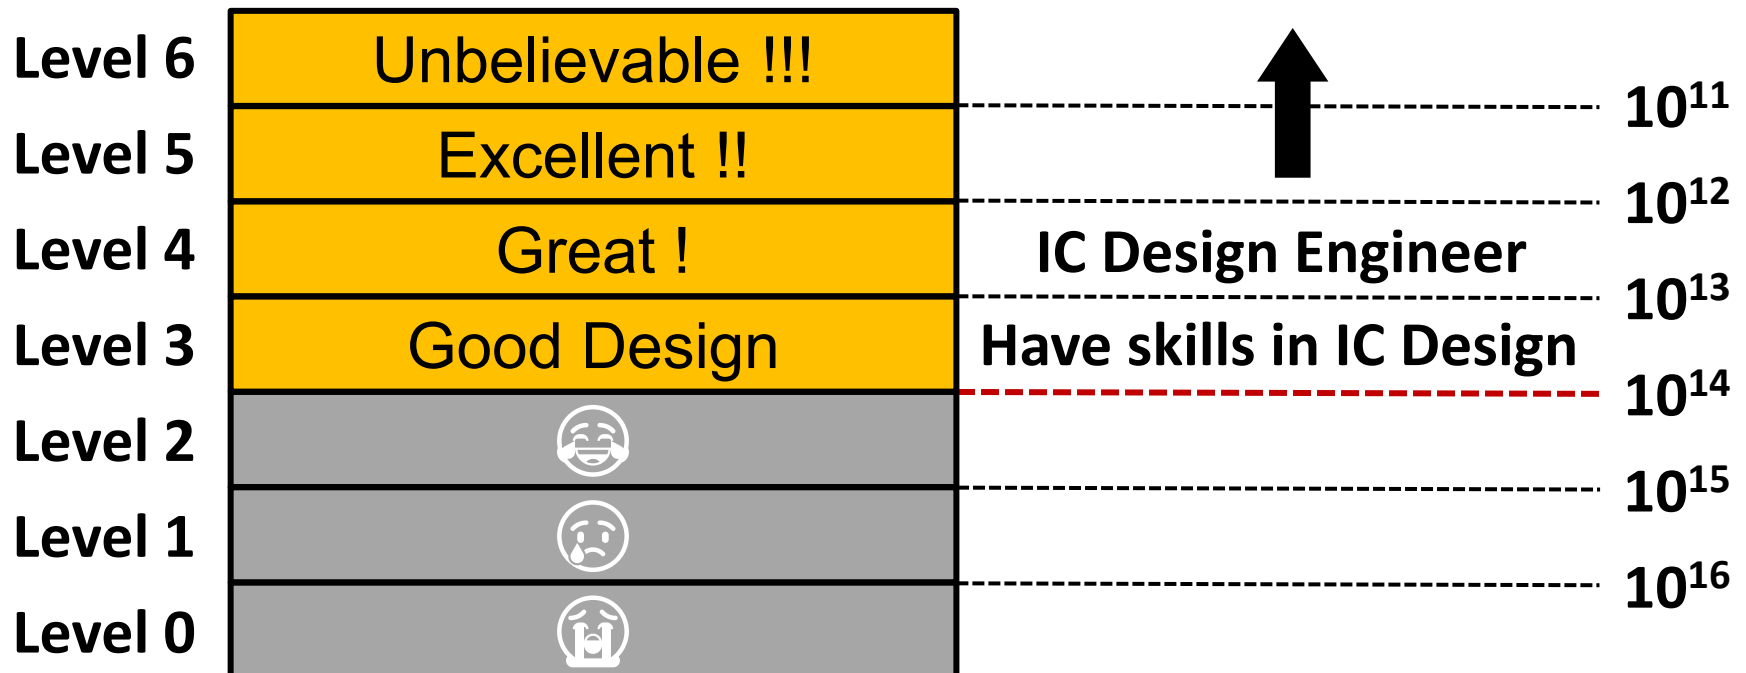 Level 6 Unbelievable !!!
10¹¹
Level 5 Excellent !!
10¹²
Level 4 Great ! IC Design Engineer
10¹³
Level 3 Good Design Have skills in IC Design
10¹⁴
Level 2
10¹⁵
Level 1
10¹⁶
Level 0